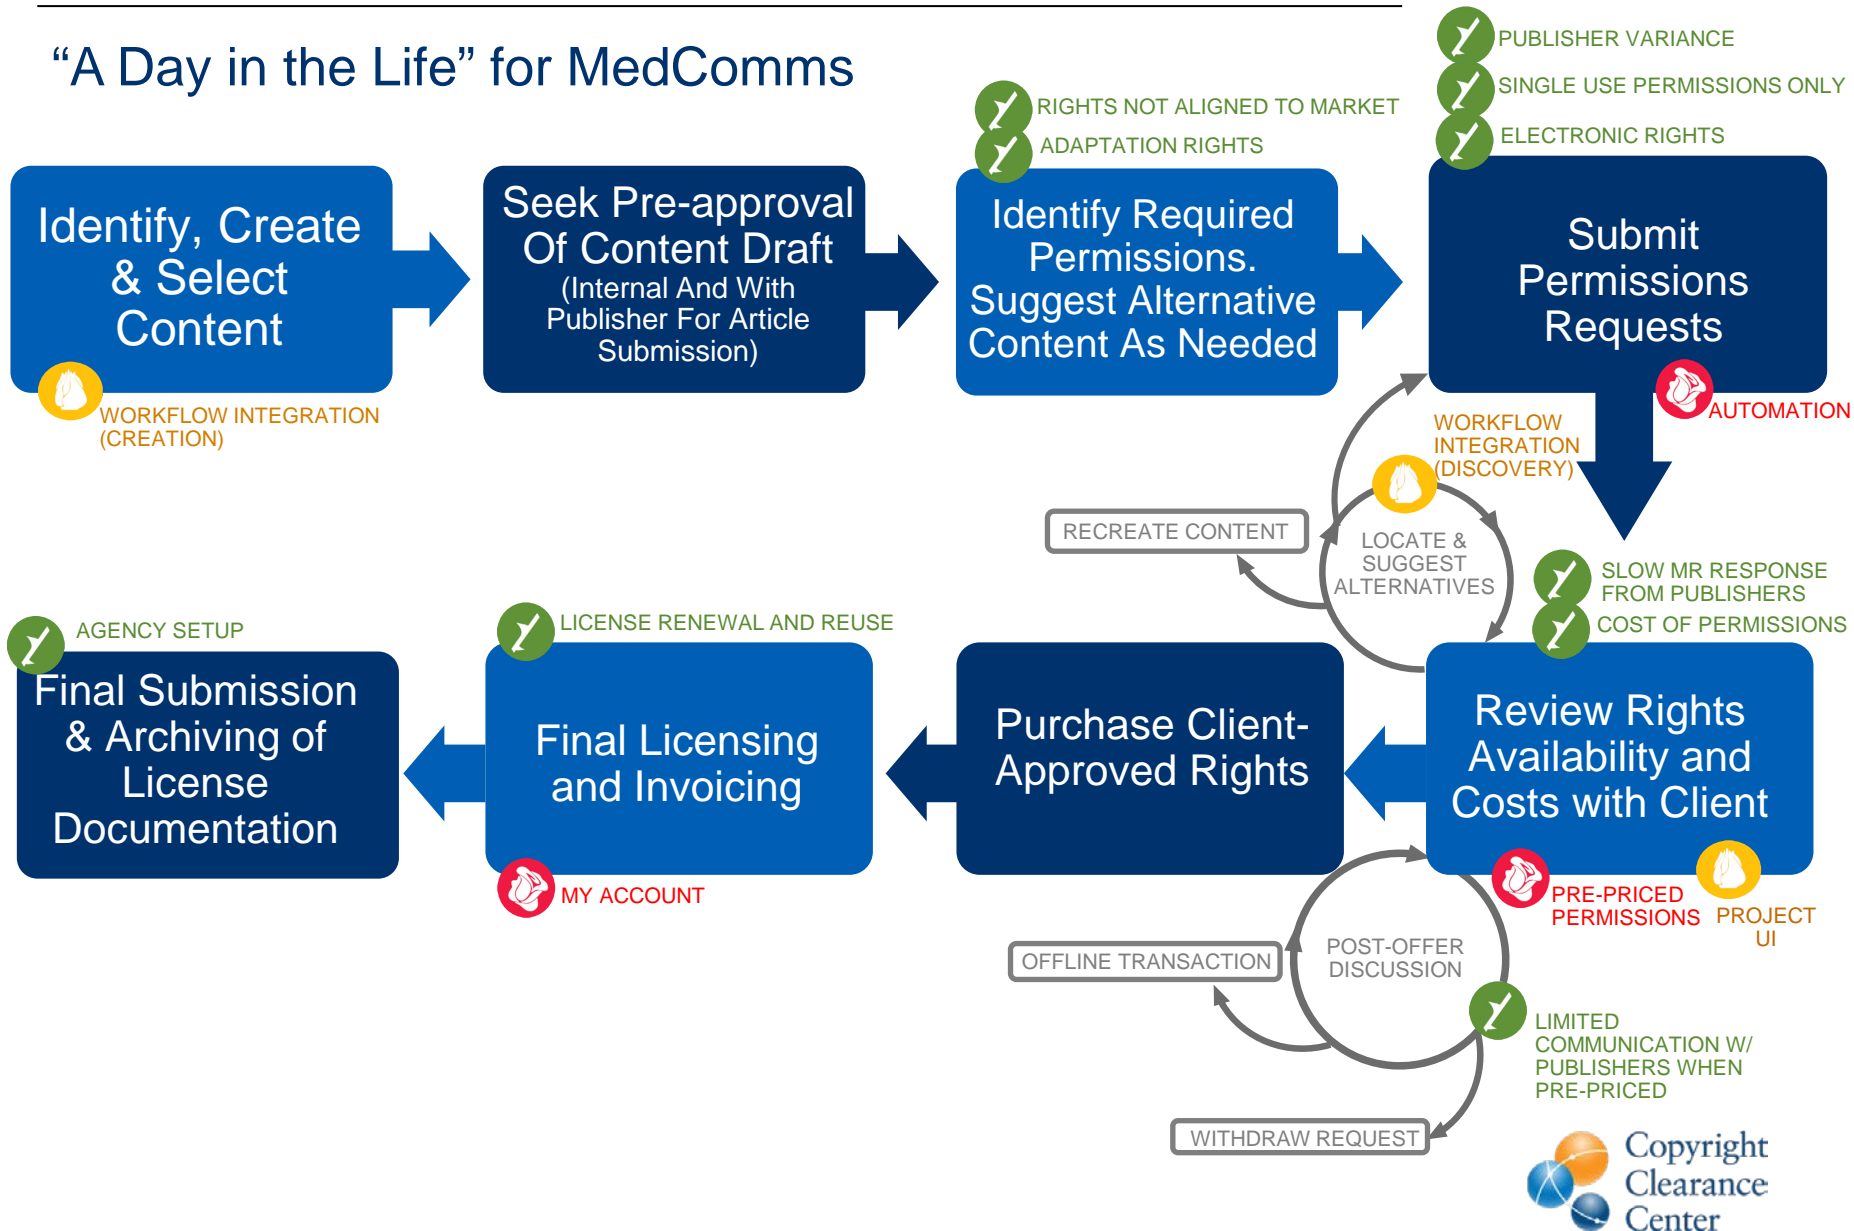 “A Day in the Life” for MedComms
PUBLISHER VARIANCE
SINGLE USE PERMISSIONS ONLY
ELECTRONIC RIGHTS
RIGHTS NOT ALIGNED TO MARKET
ADAPTATION RIGHTS
Identify, Create
& Select
Content
WORKFLOW INTEGRATION
(CREATION)
Seek Pre-approval
Of Content Draft
(Internal And With
Publisher For Article
Submission)
Identify Required
Permissions.
Suggest Alternative
Content As Needed
Submit
Permissions
Requests
AUTOMATION
WORKFLOW
INTEGRATION
(DISCOVERY)
RECREATE CONTENT
LOCATE &
SUGGEST
ALTERNATIVES
SLOW MR RESPONSE
FROM PUBLISHERS
COST OF PERMISSIONS
Review Rights
Availability and
Costs with Client
PRE-PRICED
PERMISSIONS
PROJECT
UI
POST-OFFER
DISCUSSION
OFFLINE TRANSACTION
LIMITED
COMMUNICATION W/
PUBLISHERS WHEN
PRE-PRICED
WITHDRAW REQUEST
Purchase Client-
Approved Rights
LICENSE RENEWAL AND REUSE
Final Licensing
and Invoicing
MY ACCOUNT
AGENCY SETUP
Final Submission
& Archiving of
License
Documentation
Copyright
Clearance
Center